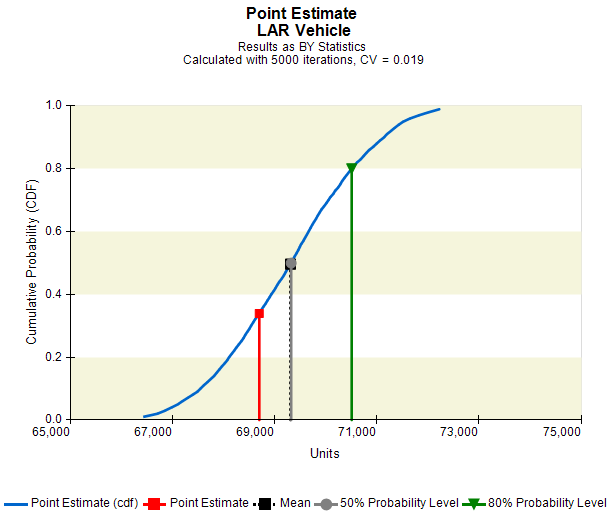 Point Estimate
LAR Vehicle
Results as BY Statistics
Calculated with 5000 iterations, CV = 0.019
Cumulative Probability (CDF)
1.0
0.8
0.6
0.4
0.2
0.0
65,000 67,000 69,000 71,000 73,000 75,000
Units
Point Estimate (cdf) Point Estimate Mean 50% Probability Level 80% Probability Level